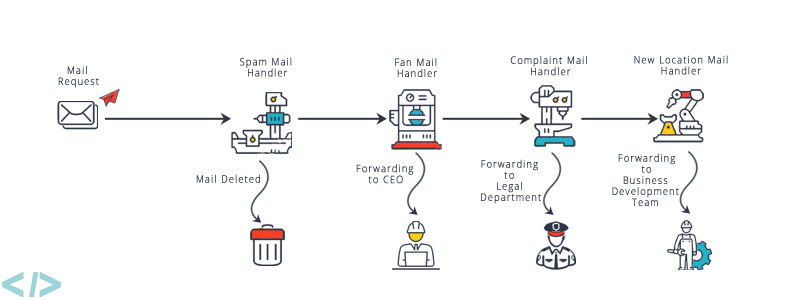 Mail
Request
Spam Mail
Handler
Fan Mail
Handler
Complaint Mail
Handler
New Location Mail
Handler
Mail Deleted
Forwarding
to CEO
Forwarding
to
Legal
Department
Forwarding
to
Business
Development
Team
</>